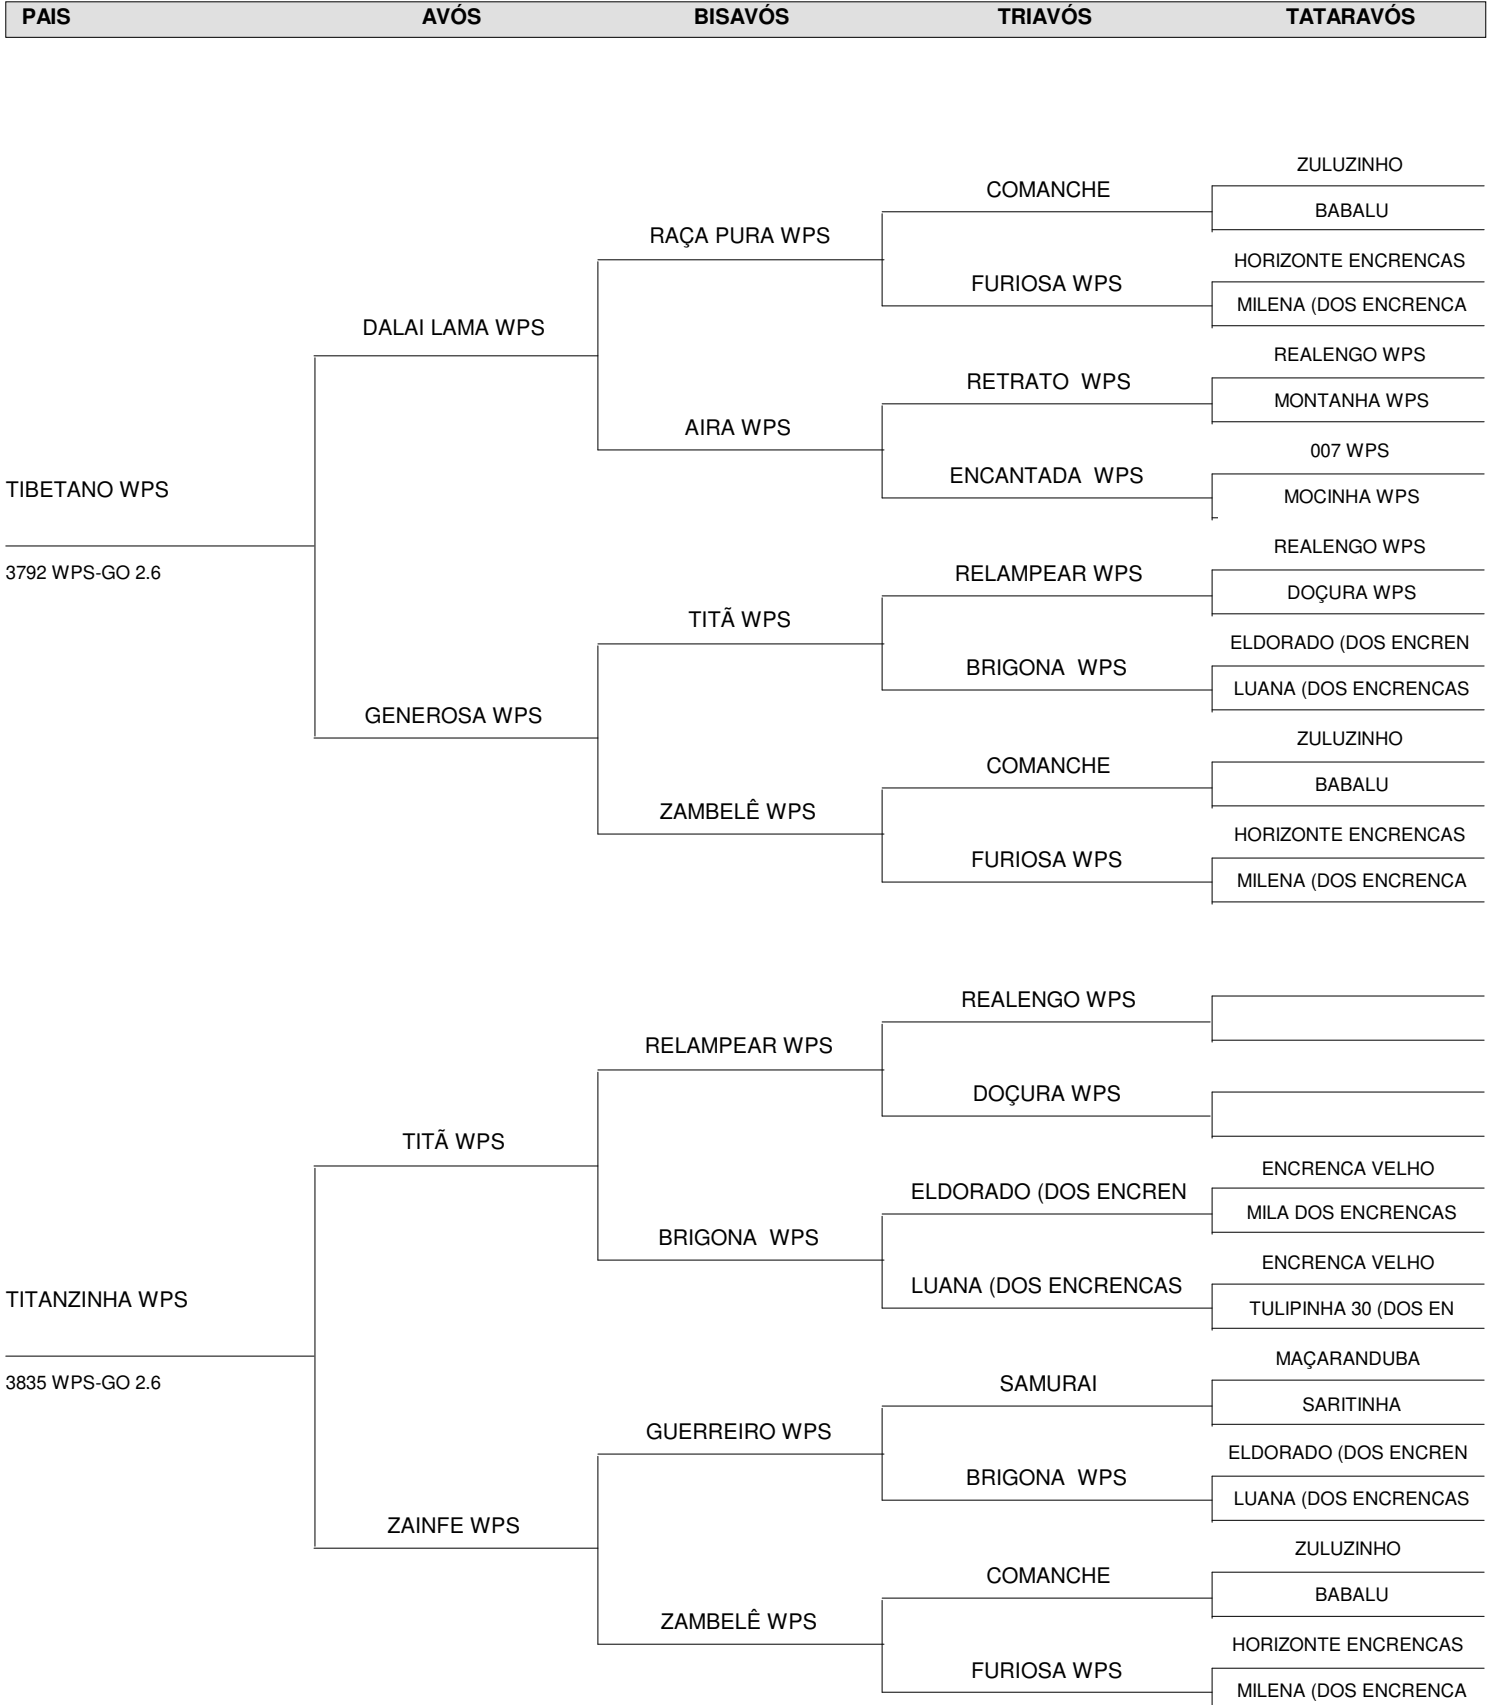 PAIS AVÓS BISAVÓS TRIAVÓS TATARAVÓS
ZULUZINHO
COMANCHE
BABALU
RAÇA PURA WPS
HORIZONTE ENCRENCAS
FURIOSA WPS
MILENA (DOS ENCRENCA
DALAI LAMA WPS
REALENGO WPS
RETRATO WPS
MONTANHA WPS
AIRA WPS
007 WPS
ENCANTADA WPS
TIBETANO WPS
MOCINHA WPS
REALENGO WPS
3792 WPS-GO 2.6
RELAMPEAR WPS
DOÇURA WPS
TITÃ WPS
ELDORADO (DOS ENCREN
BRIGONA WPS
LUANA (DOS ENCRENCAS
GENEROSA WPS
ZULUZINHO
COMANCHE
BABALU
ZAMBELÊ WPS
HORIZONTE ENCRENCAS
FURIOSA WPS
MILENA (DOS ENCRENCA
REALENGO WPS
RELAMPEAR WPS
DOÇURA WPS
TITÃ WPS
ENCRENCA VELHO
ELDORADO (DOS ENCREN
MILA DOS ENCRENCAS
BRIGONA WPS
ENCRENCA VELHO
LUANA (DOS ENCRENCAS
TITANZINHA WPS
TULIPINHA 30 (DOS EN
MAÇARANDUBA
3835 WPS-GO 2.6
SAMURAI
SARITINHA
GUERREIRO WPS
ELDORADO (DOS ENCREN
BRIGONA WPS
LUANA (DOS ENCRENCAS
ZAINFE WPS
ZULUZINHO
COMANCHE
BABALU
ZAMBELÊ WPS
HORIZONTE ENCRENCAS
FURIOSA WPS
MILENA (DOS ENCRENCA